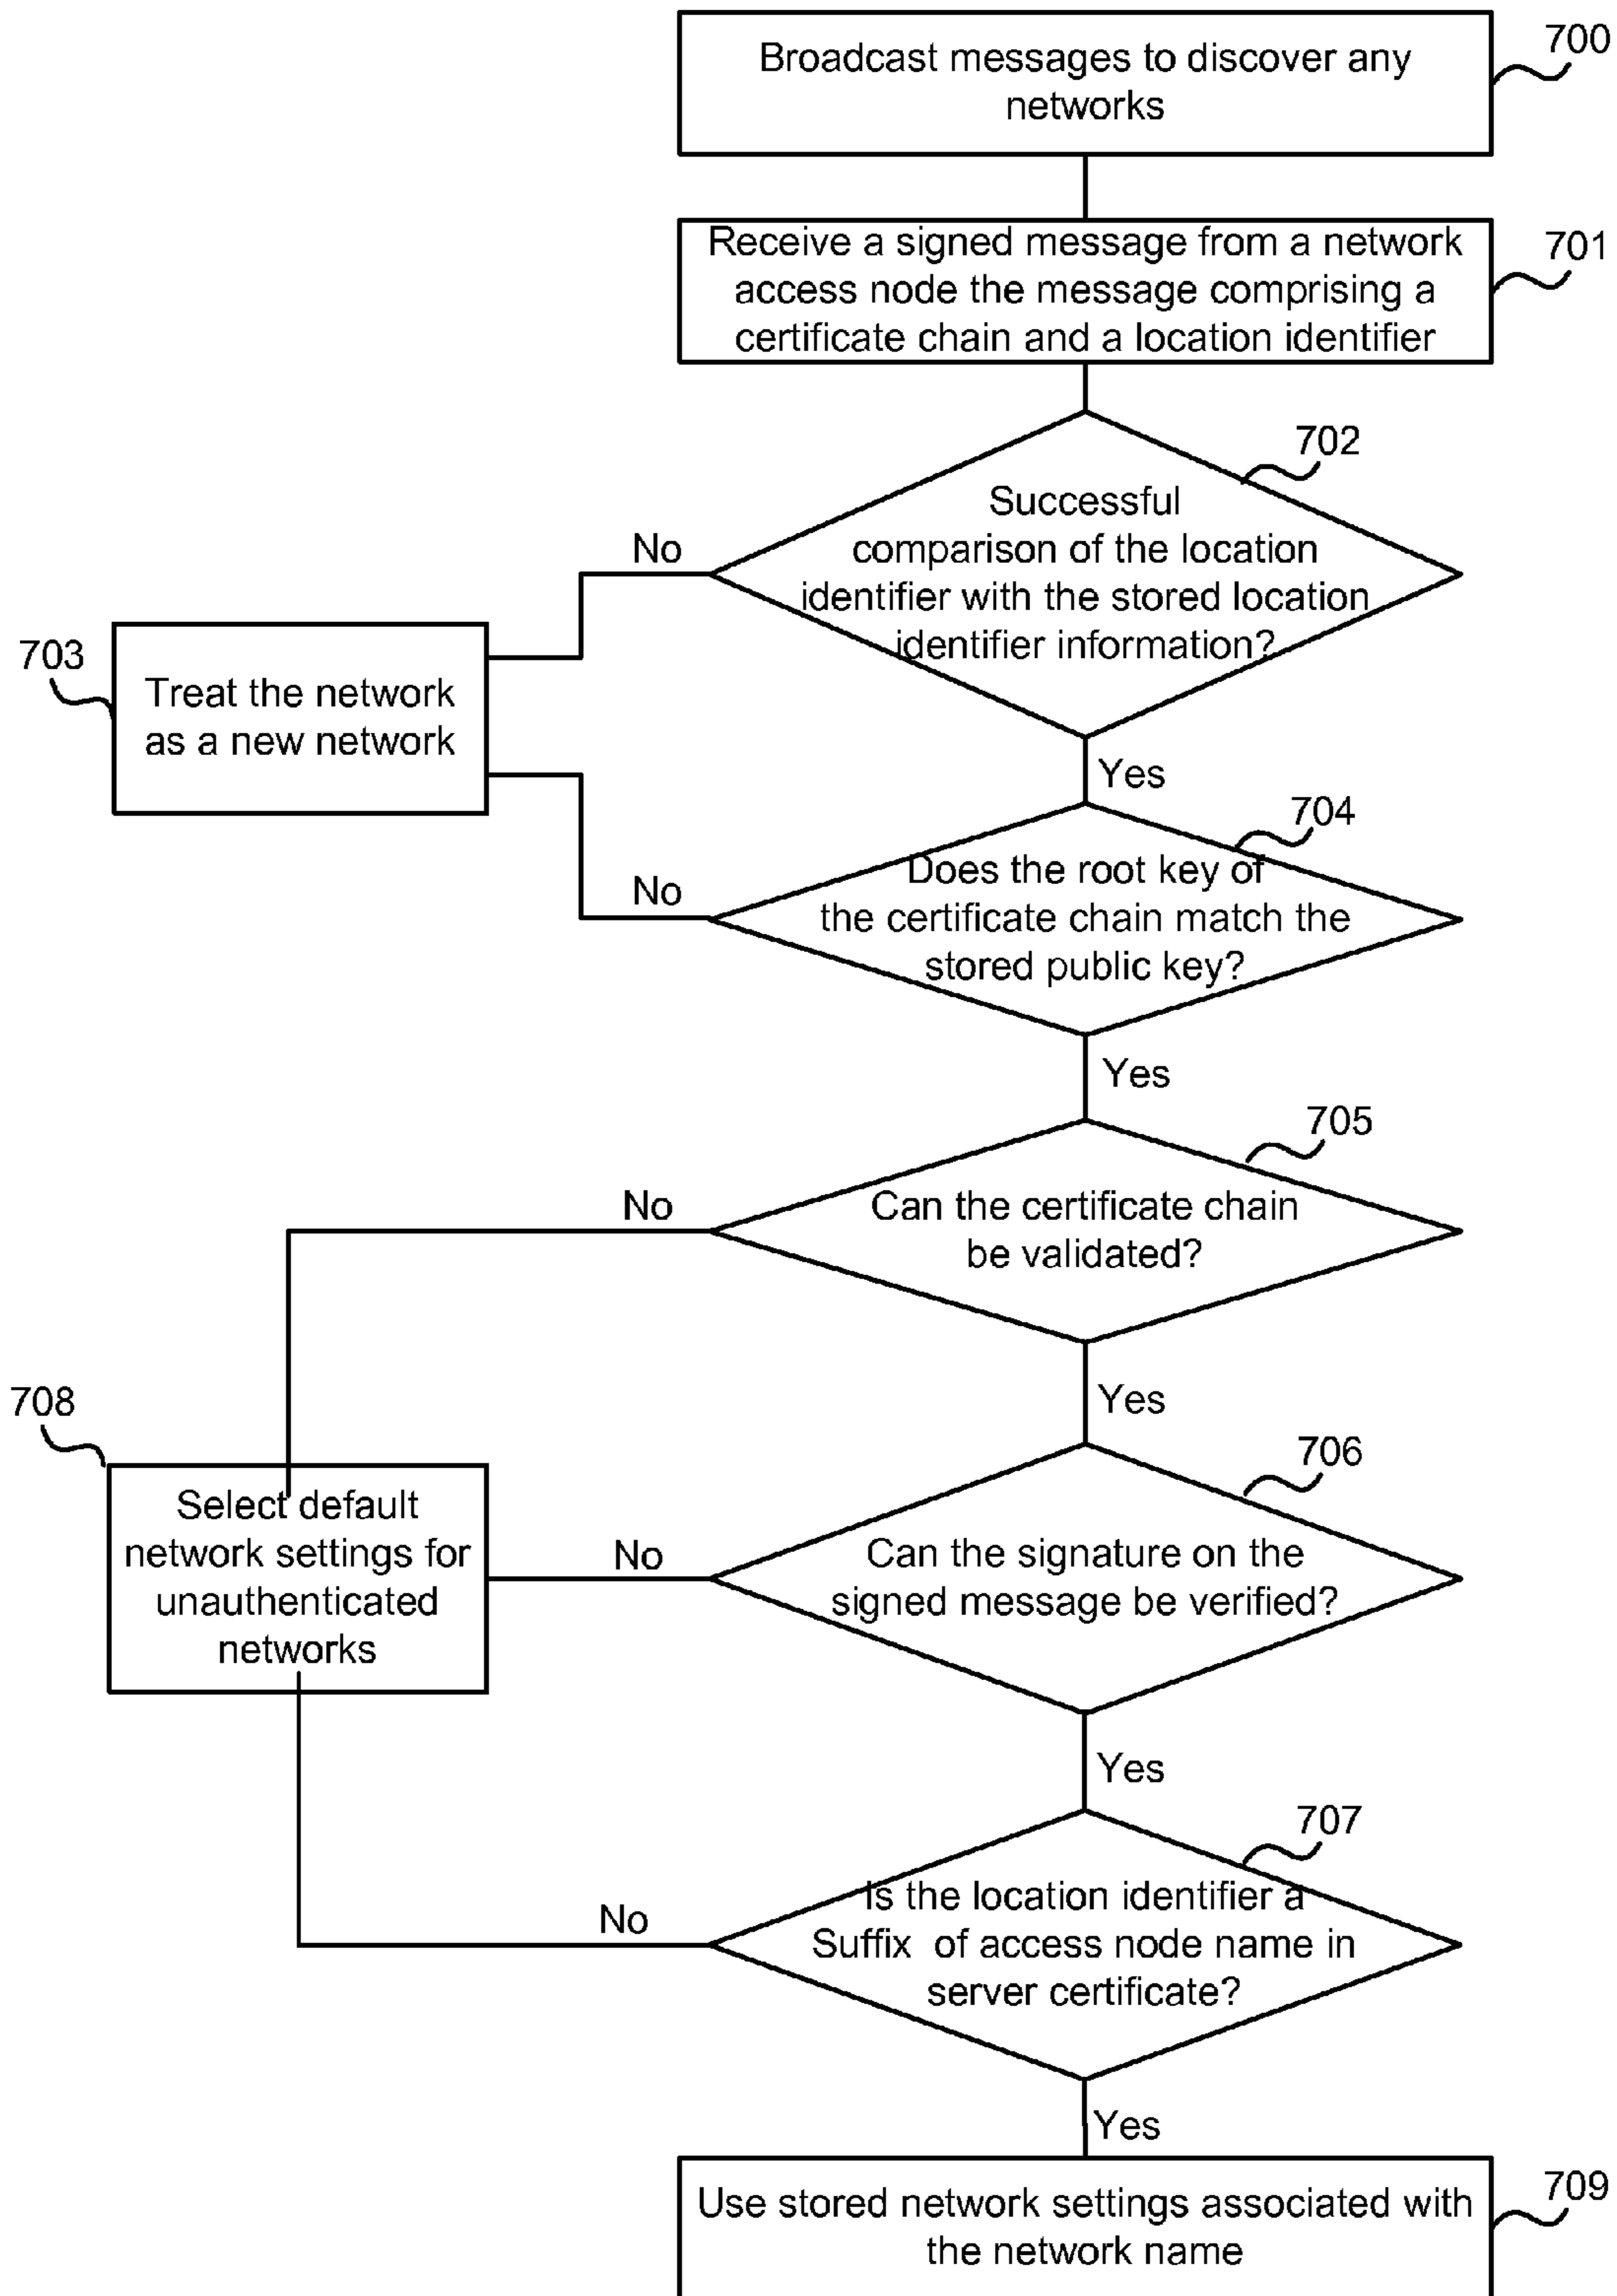 Broadcast messages to discover any
networks
700
Receive a signed message from a network
access node the message comprising a
certificate chain and a location identifier
701
702
Successful
comparison of the location
identifier with the stored location
identifier information?
No
703
Treat the network
as a new network
Yes
704
Does the root key of
the certificate chain match the
stored public key?
No
Yes
705
Can the certificate chain
be validated?
No
Yes
708
Select default
network settings for
unauthenticated
networks
706
Can the signature on the
signed message be verified?
No
Yes
707
Is the location identifier a
Suffix of access node name in
server certificate?
No
Yes
709
Use stored network settings associated with
the network name